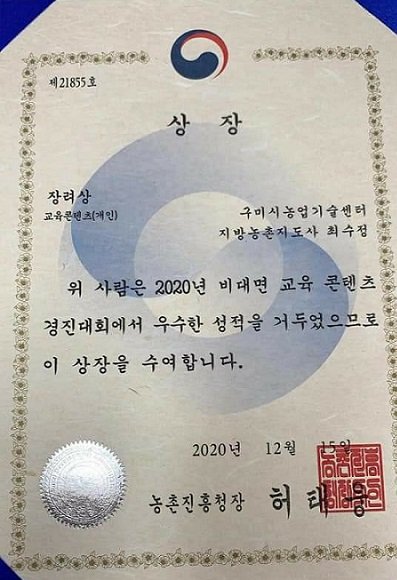 제21855호
상 장
장려상
교육콘텐츠(개인)
구미시농업기술센터
지방농촌지도사 최수점
위 사람은 2020년 비대면 교육 콘텐츠
경진대회에서 우수한 성적을 거두었으므로
이 상장을 수여합니다.
2020년 12월 15일
농촌진흥청장 허 태 웅